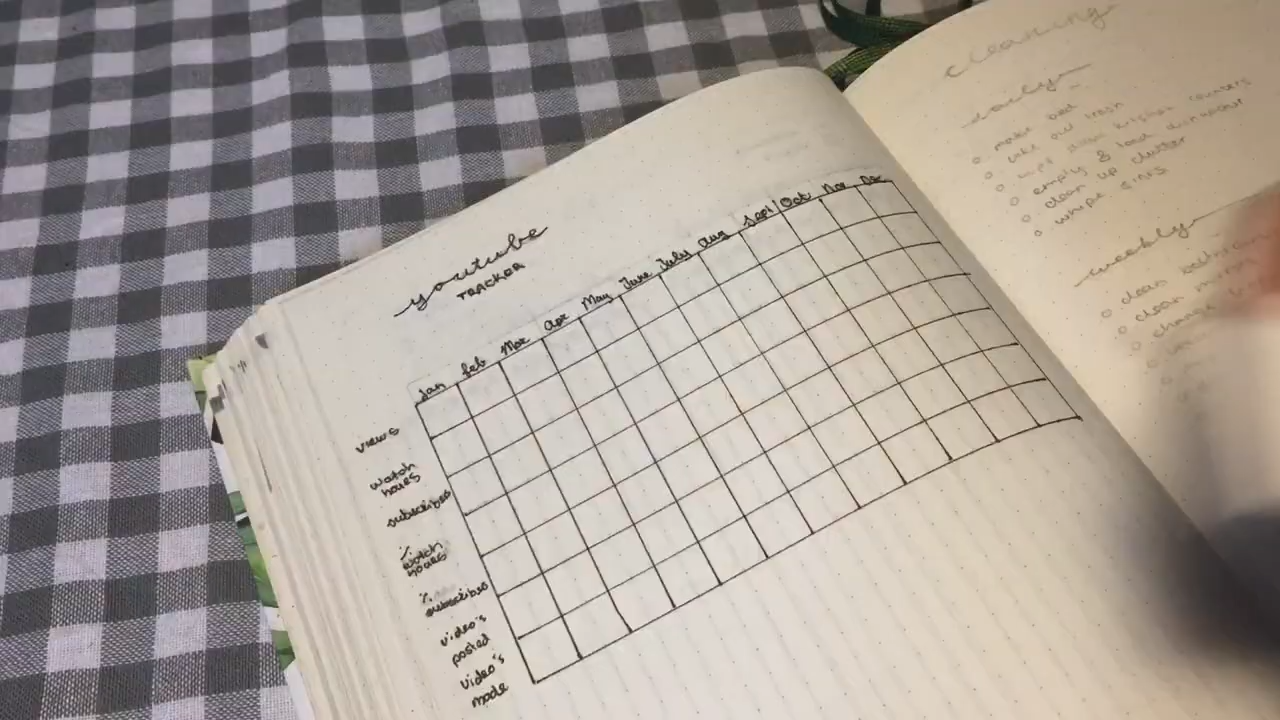 youtube
TRACKER
Jan Feb Mar Apr May June July Aug Sept Oct Nov Dec
views
watch
hours
subscribers
%
watch
hours
%
subscribers
video's
posted
video's
made
cleaning
daily
make bed
take out trash
wipe down kitchen counters
empty & load dishwasher
clean up clutter
whipe sinks
weekly
clean
clean
change